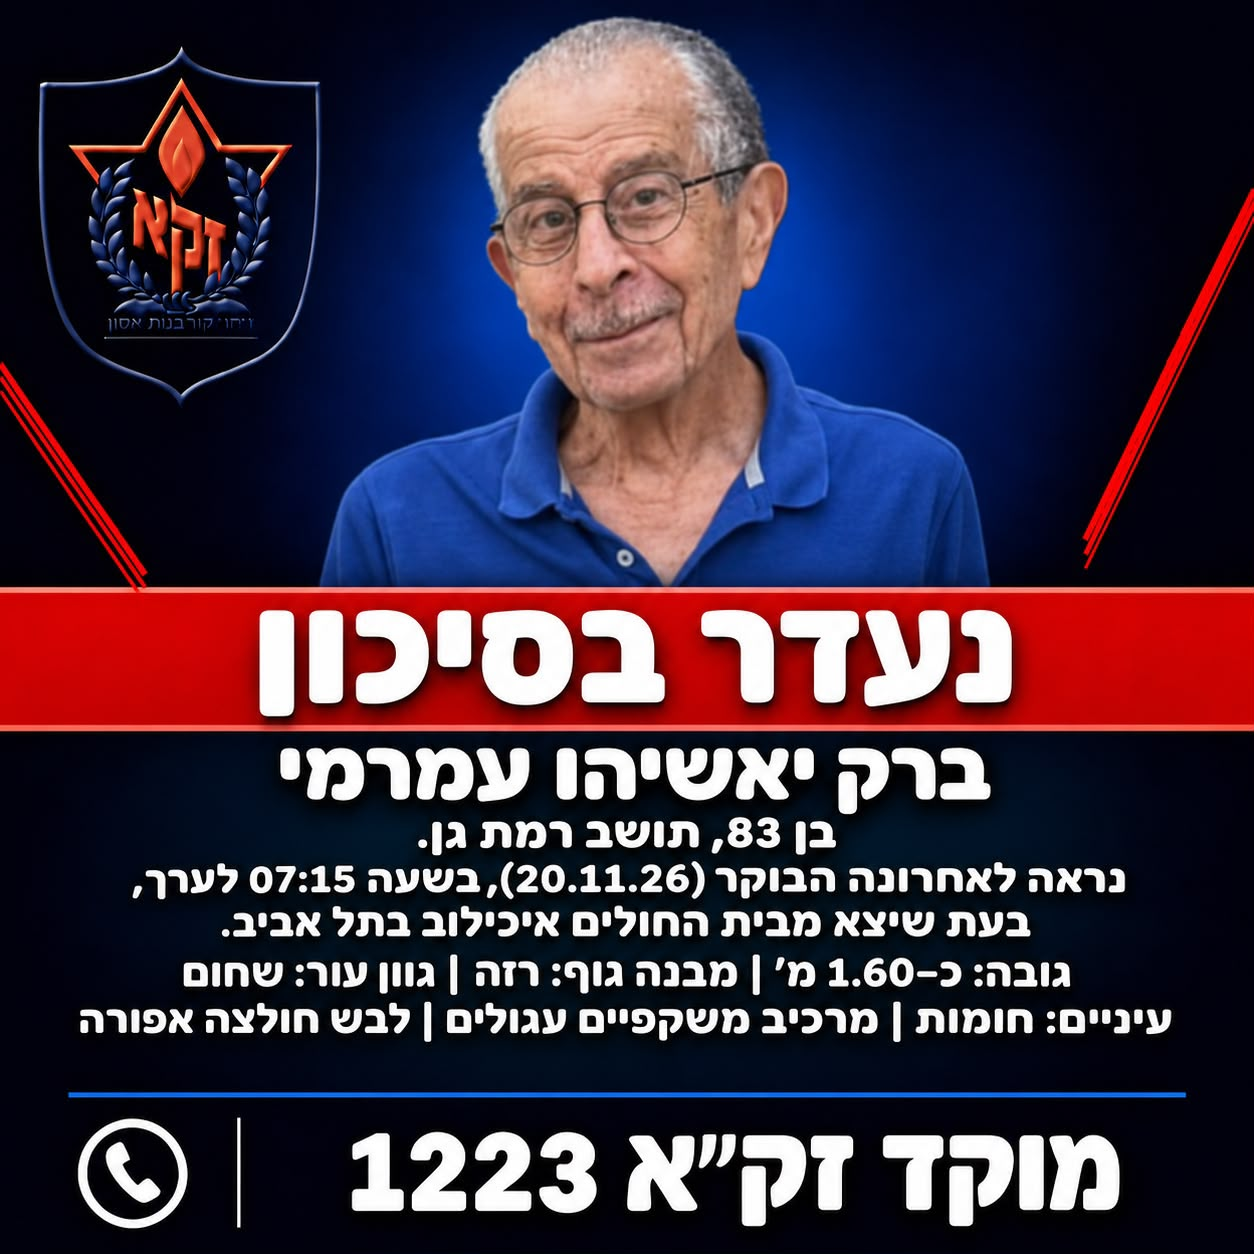 זקא
זיהוי קורבנות אסון
נעדר בסיכון
ברק יאשיהו עמרמי
בן 83, תושב רמת גן.
נראה לאחרונה הבוקר (20.11.26), בשעה 07:15 לערך,
בעת שיצא מבית החולים איכילוב בתל אביב.
גובה: כ-1.60 מ' | מבנה גוף: רזה | גוון עור: שחום
עיניים: חומות | מרכיב משקפיים עגולים | לבש חולצה אפורה
מוקד זק"א 1223